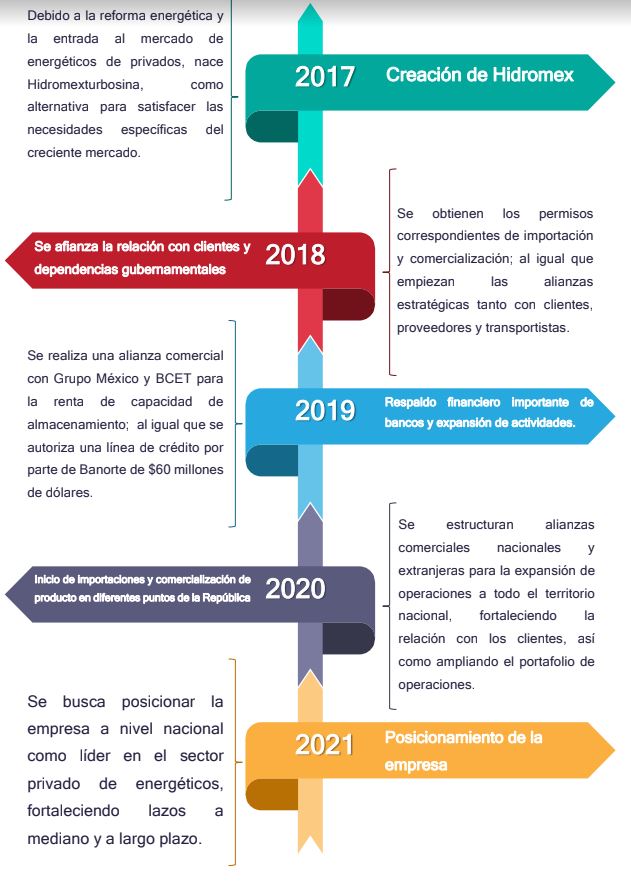 Debido a la reforma energética y
la entrada al mercado de
energéticos de privados, nace
Hidromexturbosina, como
alternativa para satisfacer las
necesidades específicas del
creciente mercado.
2017
Creación de Hidromex
Se afianza la relación con clientes y
dependencias gubernamentales
2018
Se obtienen los permisos
correspondientes de importación
y comercialización; al igual que
empiezan las alianzas
estratégicas tanto con clientes,
proveedores y transportistas.
Se realiza una alianza comercial
con Grupo México y BCET para
la renta de capacidad de
almacenamiento; al igual que se
autoriza una línea de crédito por
parte de Banorte de $60 millones
de dólares.
2019
Respaldo financiero importante de
bancos y expansión de actividades.
Inicio de importaciones y comercialización de
producto en diferentes puntos de la República
2020
Se estructuran alianzas
comerciales nacionales y
extranjeras para la expansión de
operaciones a todo el territorio
nacional, fortaleciendo la
relación con los clientes, así
como ampliando el portafolio de
operaciones.
Se busca posicionar la
empresa a nivel nacional
como líder en el sector
privado de energéticos,
fortaleciendo lazos a
mediano y a largo plazo.
2021
Posicionamiento de la
empresa